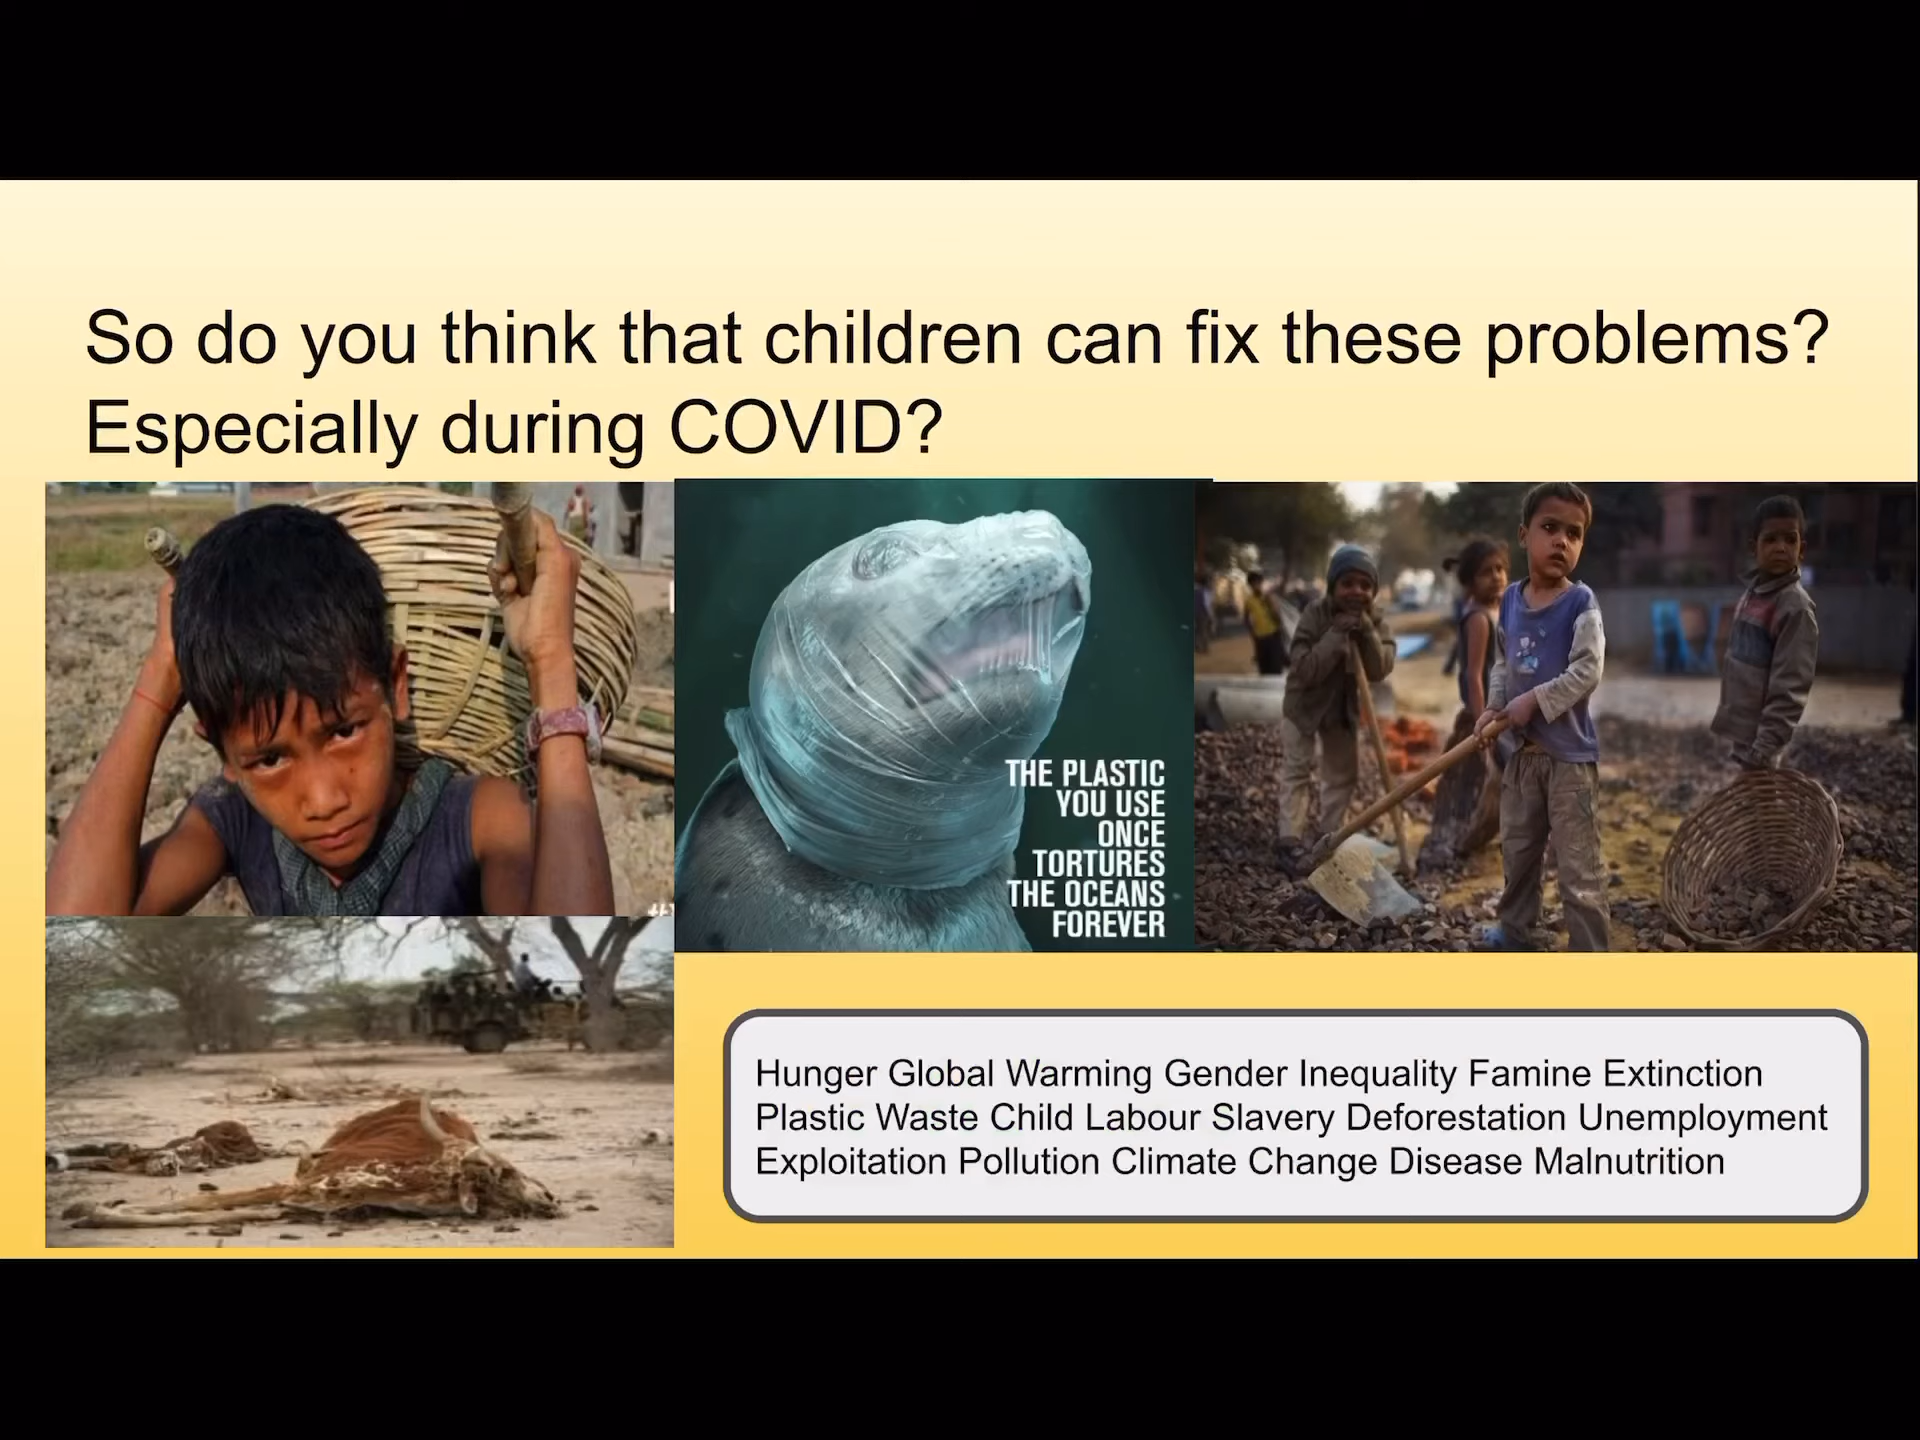 So do you think that children can fix these problems?
Especially during COVID?
THE PLASTIC
YOU USE
ONCE
TORTURES
THE OCEANS
FOREVER
Hunger Global Warming Gender Inequality Famine Extinction
Plastic Waste Child Labour Slavery Deforestation Unemployment
Exploitation Pollution Climate Change Disease Malnutrition